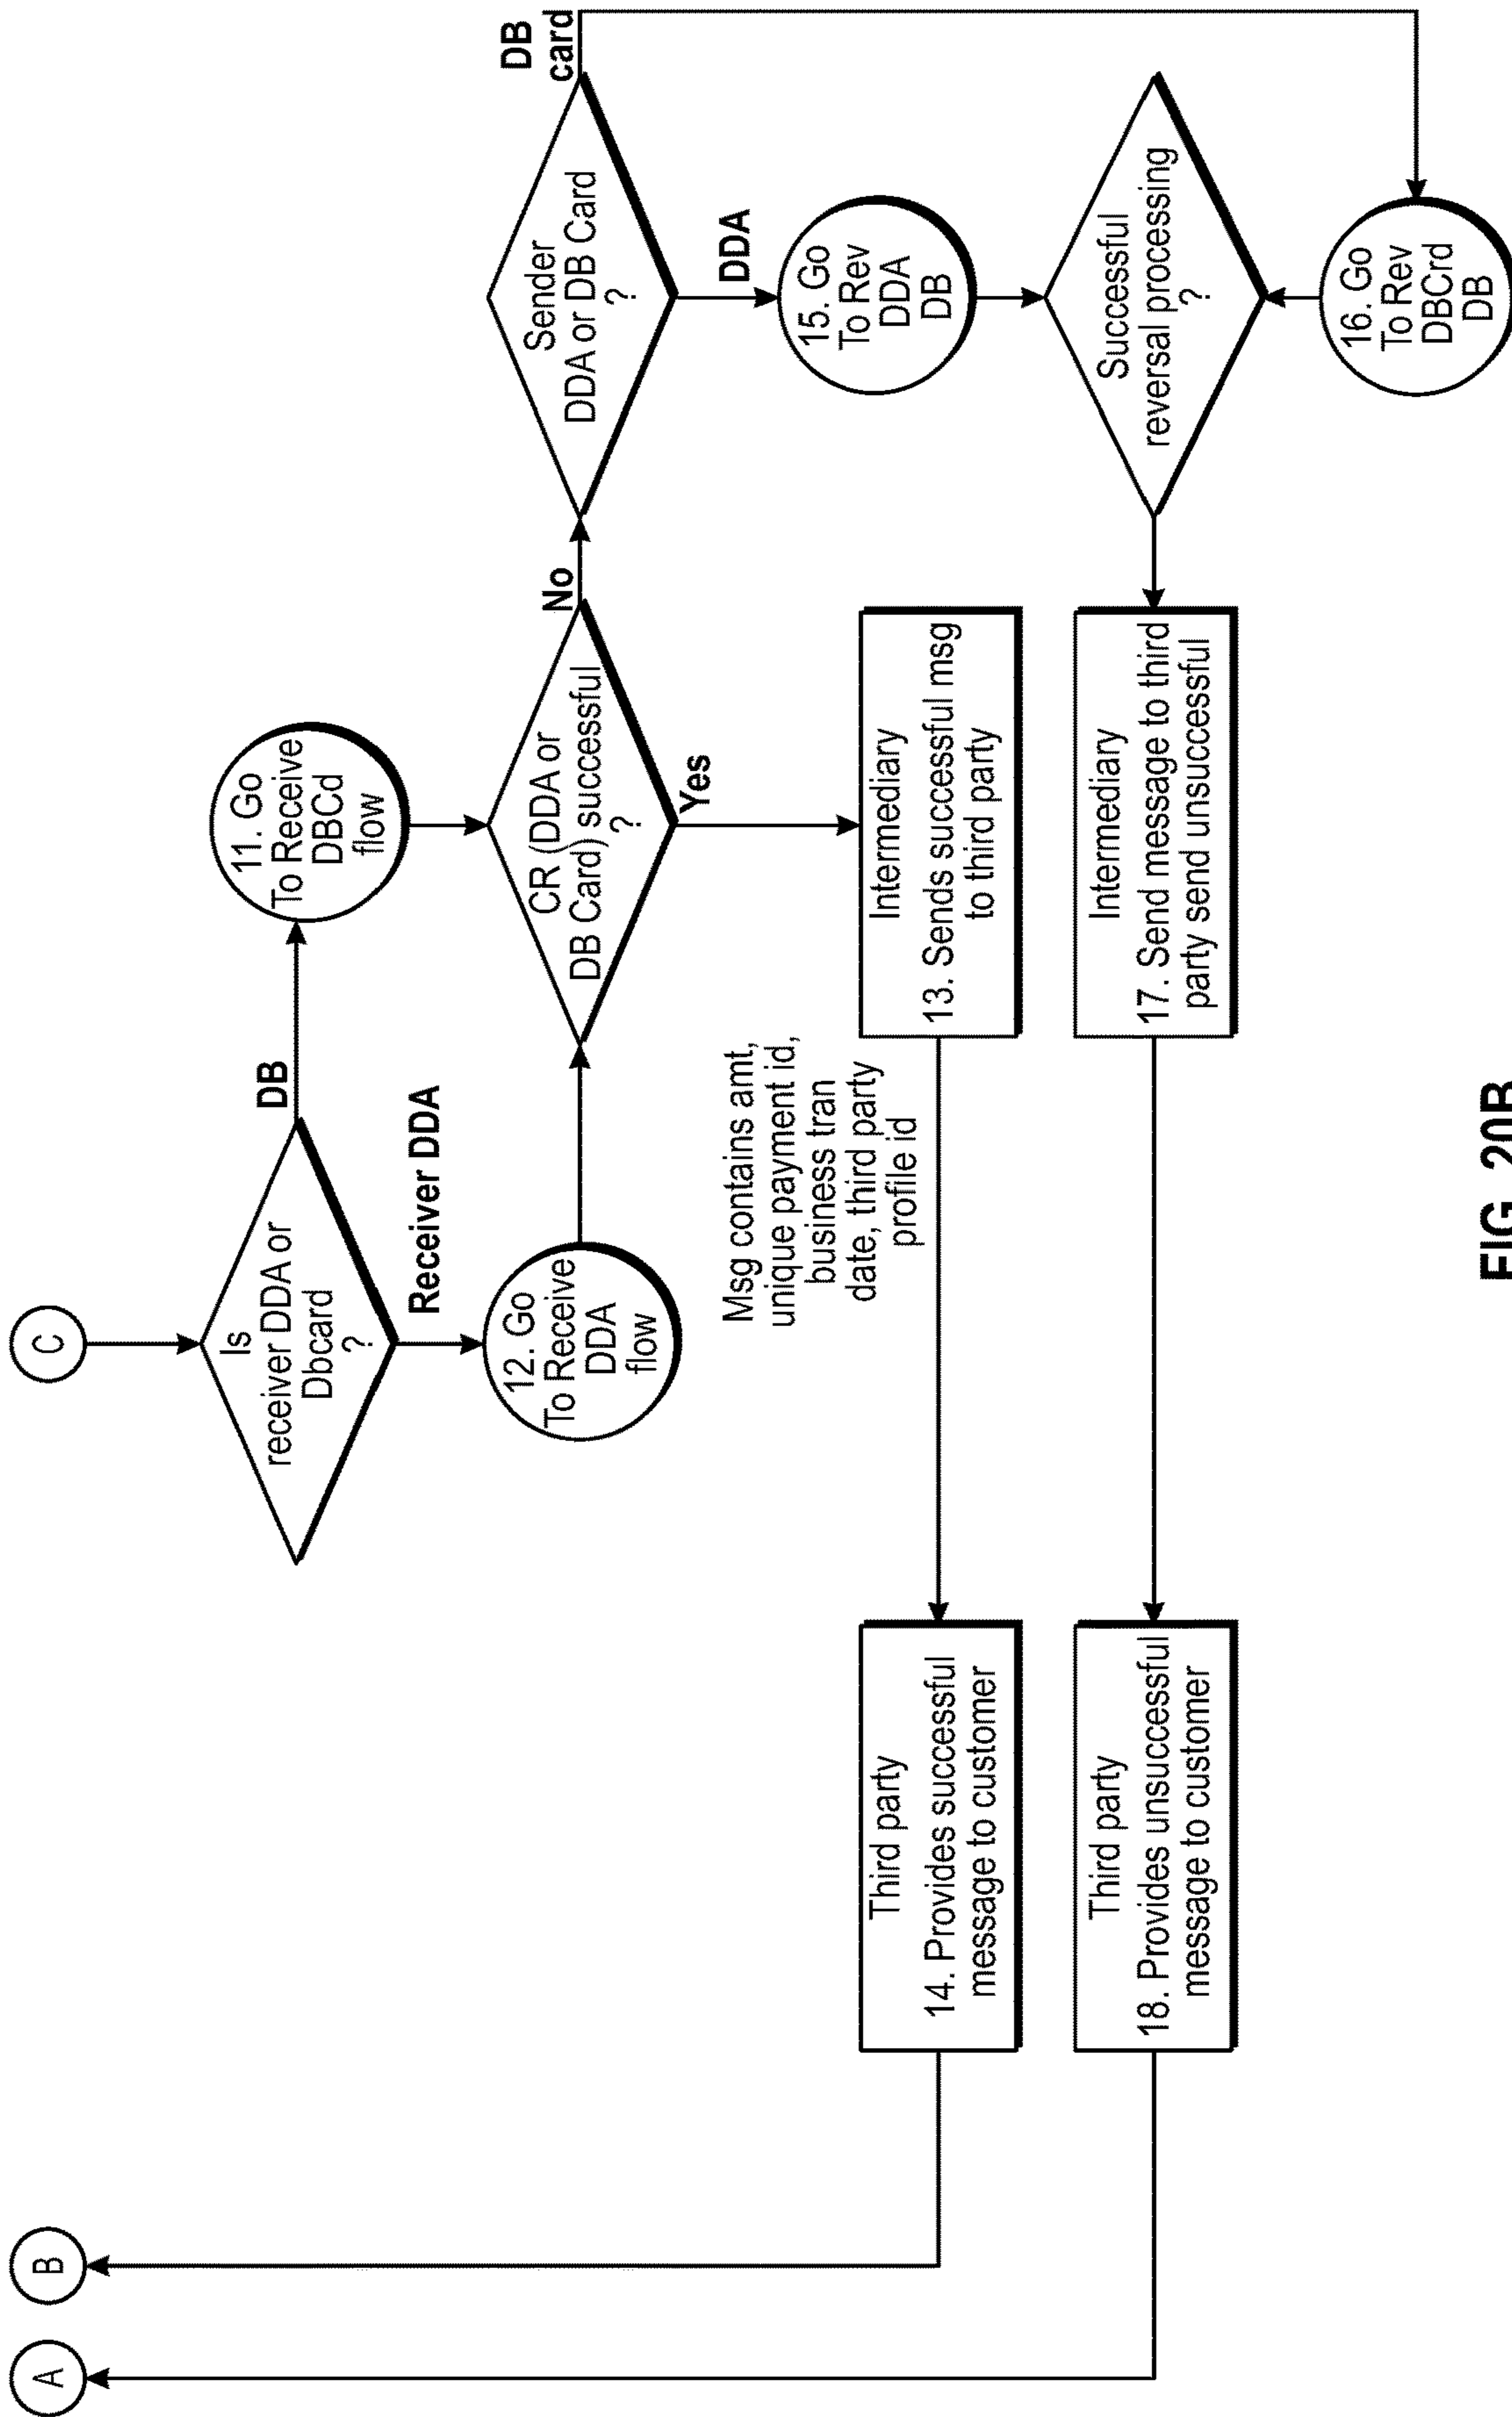 A
B
C
Is
receiver DDA or
Dbcard
?
DB
Receiver DDA
11. Go
To Receive
DBCd
flow
12. Go
To Receive
DDA
flow
CR (DDA or
DB Card) successful
?
No
Yes
Sender
DDA or DB Card
?
DB
card
DDA
15. Go
To Rev
DDA
DB
Msg contains amt,
unique payment id,
business tran
date, third party
profile id
Third party
14. Provides successful
message to customer
Intermediary
13. Sends successful msg
to third party
Third party
18. Provides unsuccessful
message to customer
Intermediary
17. Send message to third
party send unsuccessful
Successful
reversal processing
?
16. Go
To Rev
DBCrd
DB
FIG. 20B